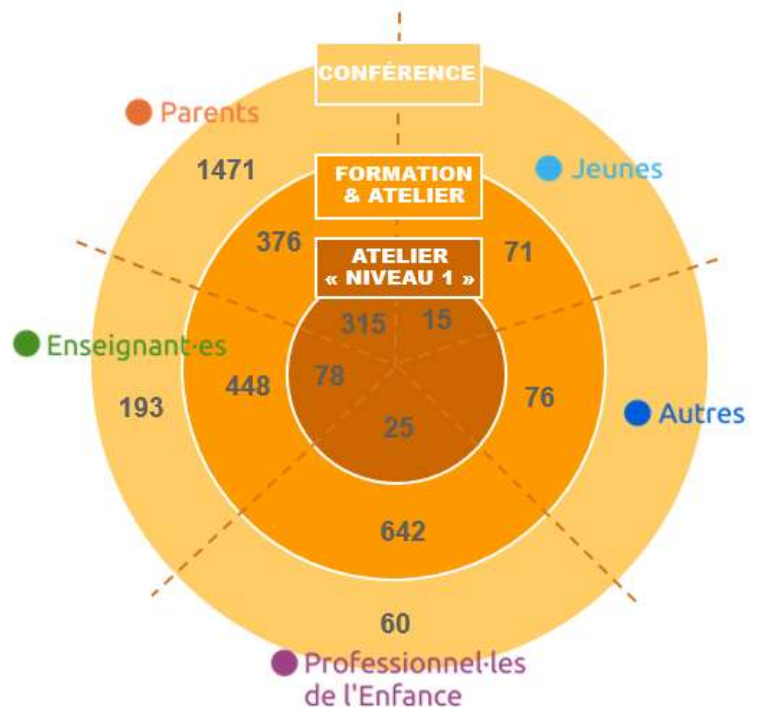 CONFÉRENCE
Parents
1471
Jeunes
FORMATION
& ATELIER
376
71
ATELIER
« NIVEAU 1 »
315
15
Enseignant·es
193
448
78
76
Autres
25
642
60
Professionnel·les
de l'Enfance